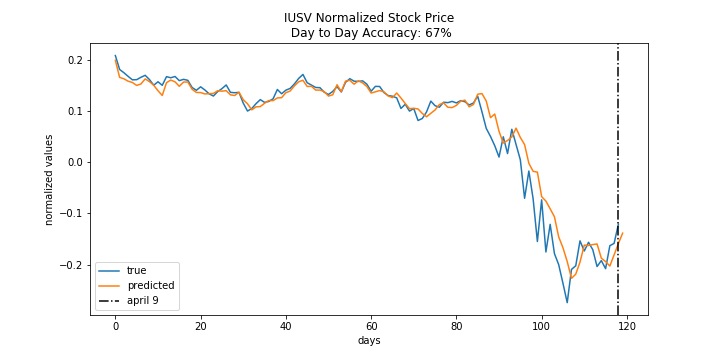 IUSV Normalized Stock Price
Day to Day Accuracy: 67%
normalized values
0.2
0.1
0.0
−0.1
−0.2
true
predicted
april 9
0
20
40
60
80
100
120
days